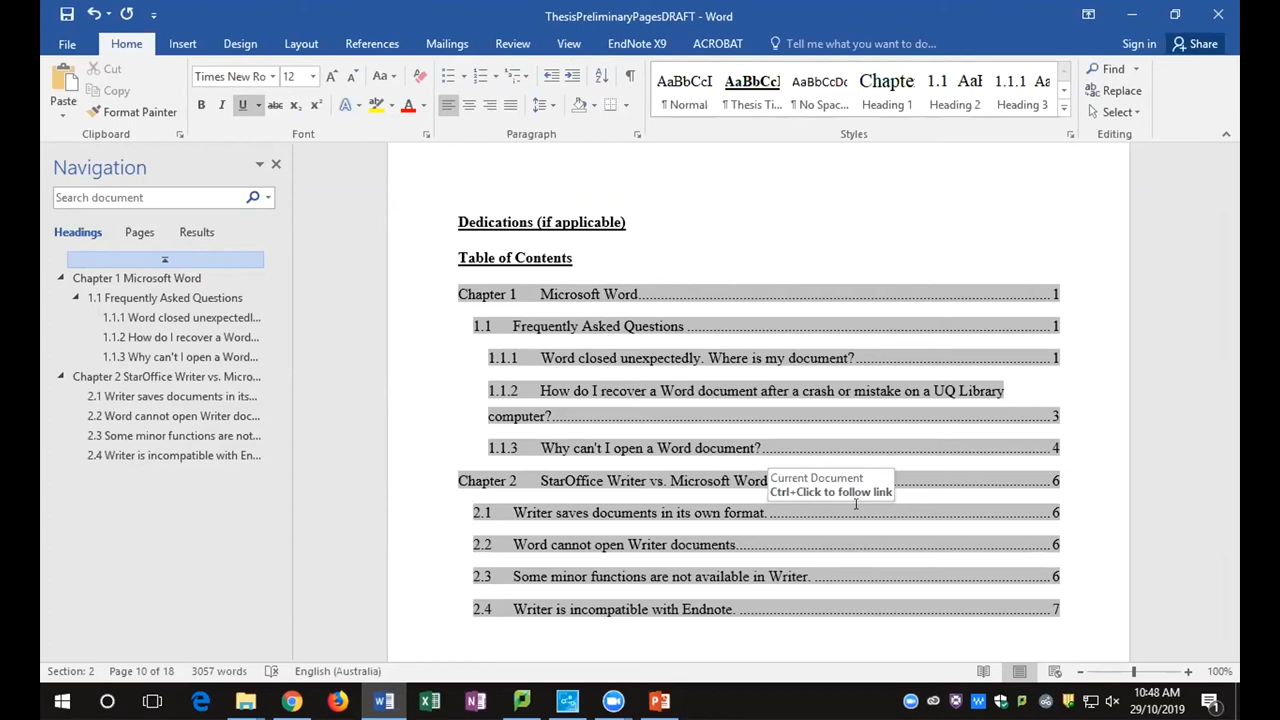 ThesisPreliminaryPagesDRAFT - Word
File Home Insert Design Layout References Mailings Review View EndNote X9 ACROBAT Tell me what you want to do... Sign in Share
Cut
Copy
Format Painter
Paste
Clipboard
Times New Ro 12
Font
Paragraph
AaBbCcI AaBbCc AaBbCcDc Chapte 1.1 AaI 1.1.1 Aa
¶ Normal ¶ Thesis Ti... ¶ No Spac... Heading 1 Heading 2 Heading 3
Styles
Find
Replace
Select
Editing
Navigation
Search document
Headings Pages Results
Chapter 1 Microsoft Word
1.1 Frequently Asked Questions
1.1.1 Word closed unexpectedl...
1.1.2 How do I recover a Word...
1.1.3 Why can't I open a Word...
Chapter 2 StarOffice Writer vs. Micro...
2.1 Writer saves documents in its...
2.2 Word cannot open Writer doc...
2.3 Some minor functions are not...
2.4 Writer is incompatible with En...
Dedications (if applicable)
Table of Contents
Chapter 1 Microsoft Word 1
1.1 Frequently Asked Questions 1
1.1.1 Word closed unexpectedly. Where is my document? 1
1.1.2 How do I recover a Word document after a crash or mistake on a UQ Library
computer? 3
1.1.3 Why can't I open a Word document? 4
Chapter 2 StarOffice Writer vs. Microsoft Word 6
Current Document
Ctrl+Click to follow link
2.1 Writer saves documents in its own format. 6
2.2 Word cannot open Writer documents. 6
2.3 Some minor functions are not available in Writer. 6
2.4 Writer is incompatible with Endnote. 7
Section: 2 Page 10 of 18 3057 words English (Australia) 100%
10:48 AM
29/10/2019